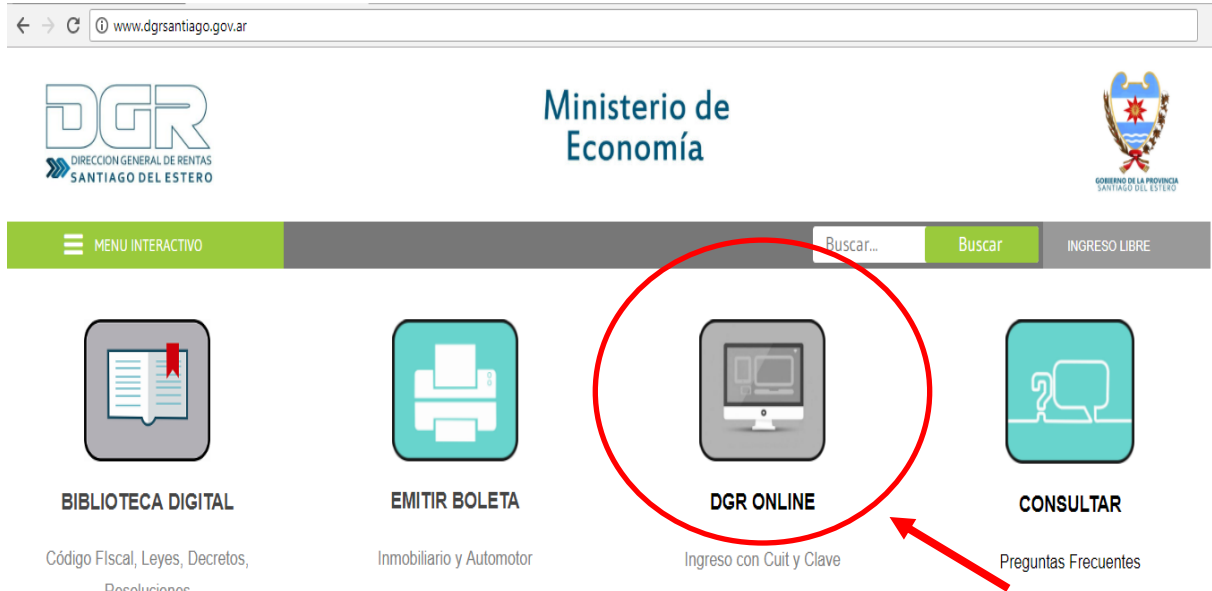 www.dgrsantiago.gov.ar
DGR
DIRECCION GENERAL DE RENTAS
SANTIAGO DEL ESTERO
Ministerio de
Economía
GOBIERNO DE LA PROVINCIA
SANTIAGO DEL ESTERO
MENU INTERACTIVO
Buscar...
Buscar
INGRESO LIBRE
BIBLIOTECA DIGITAL
EMITIR BOLETA
DGR ONLINE
CONSULTAR
Código FIscal, Leyes, Decretos,
Resoluciones
Inmobiliario y Automotor
Ingreso con Cuit y Clave
Preguntas Frecuentes